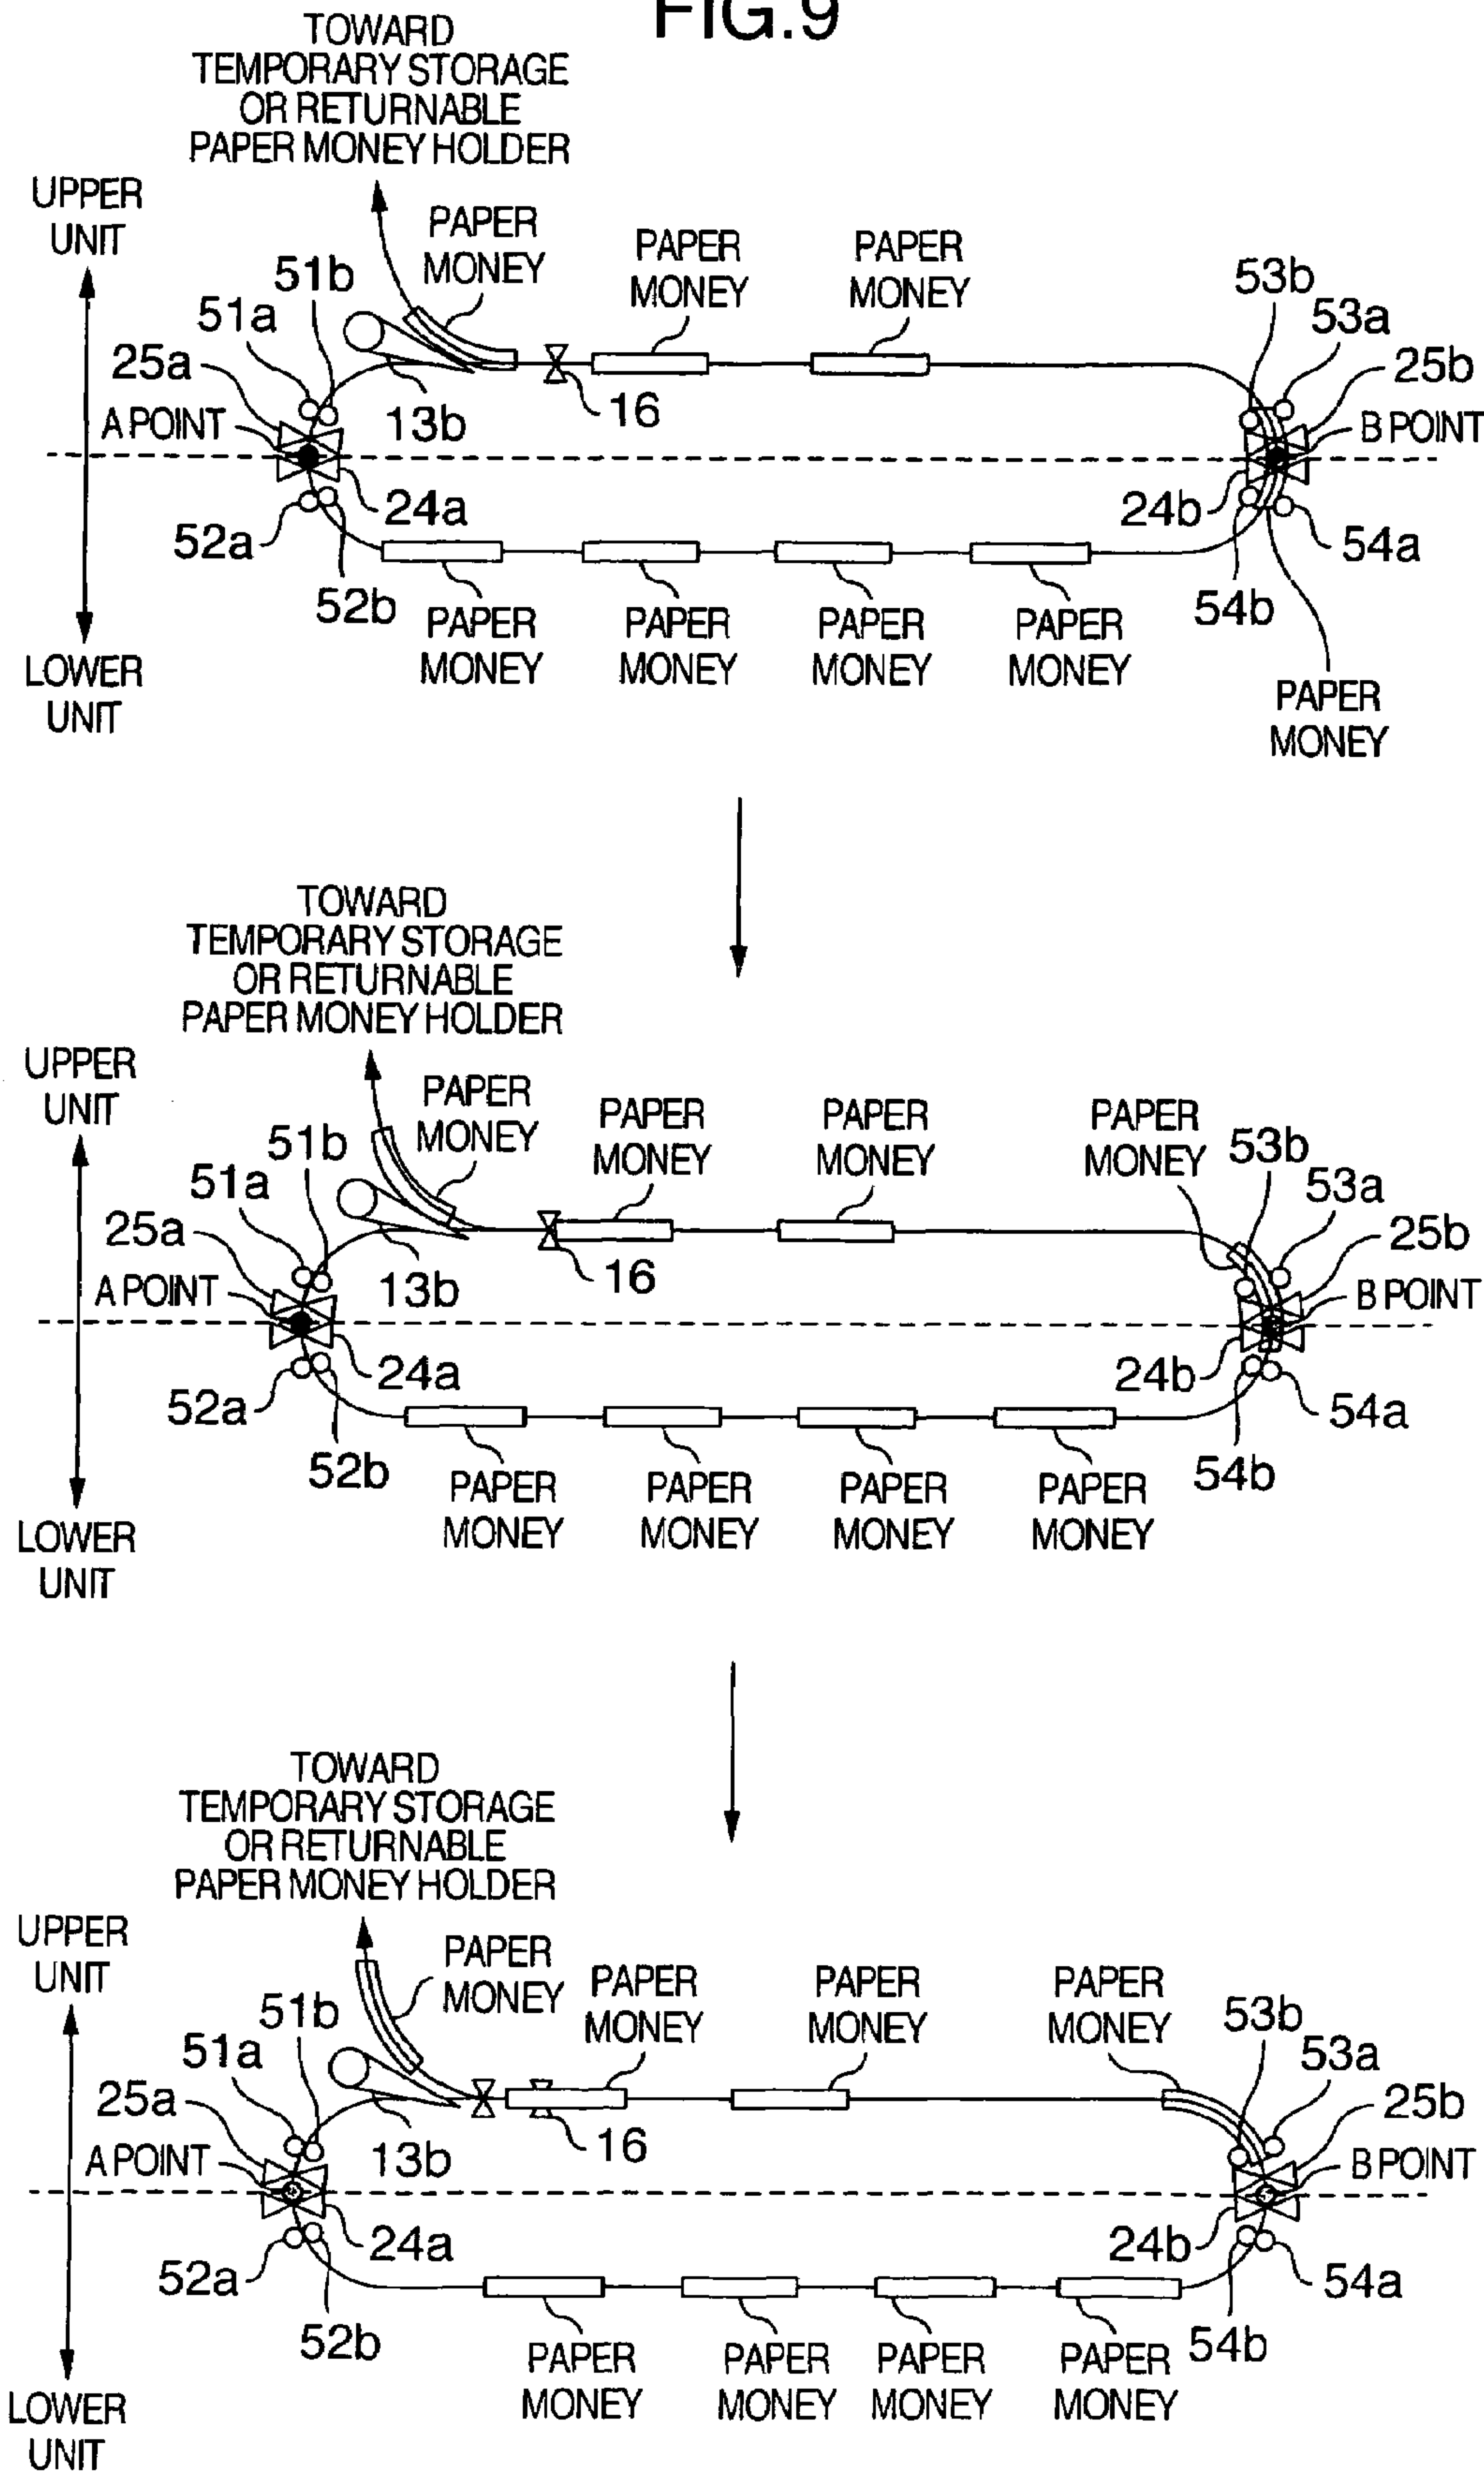 FIG.9
TOWARD
TEMPORARY STORAGE
OR RETURNABLE
PAPER MONEY HOLDER
UPPER
UNIT
PAPER
MONEY
PAPER
MONEY
PAPER
MONEY
51b
51a
25a
A POINT
13b
16
53b
53a
25b
B POINT
24a
24b
52a
52b
54a
54b
PAPER
MONEY
PAPER
MONEY
PAPER
MONEY
PAPER
MONEY
PAPER
MONEY
LOWER
UNIT
TOWARD
TEMPORARY STORAGE
OR RETURNABLE
PAPER MONEY HOLDER
UPPER
UNIT
PAPER
MONEY
PAPER
MONEY
PAPER
MONEY
PAPER
MONEY
51b
51a
25a
A POINT
13b
16
53b
53a
25b
B POINT
24a
24b
52a
52b
54a
54b
PAPER
MONEY
PAPER
MONEY
PAPER
MONEY
PAPER
MONEY
LOWER
UNIT
TOWARD
TEMPORARY STORAGE
OR RETURNABLE
PAPER MONEY HOLDER
UPPER
UNIT
PAPER
MONEY
PAPER
MONEY
PAPER
MONEY
PAPER
MONEY
51b
51a
25a
A POINT
13b
16
53b
53a
25b
B POINT
24a
24b
52a
52b
54a
54b
PAPER
MONEY
PAPER
MONEY
PAPER
MONEY
PAPER
MONEY
LOWER
UNIT